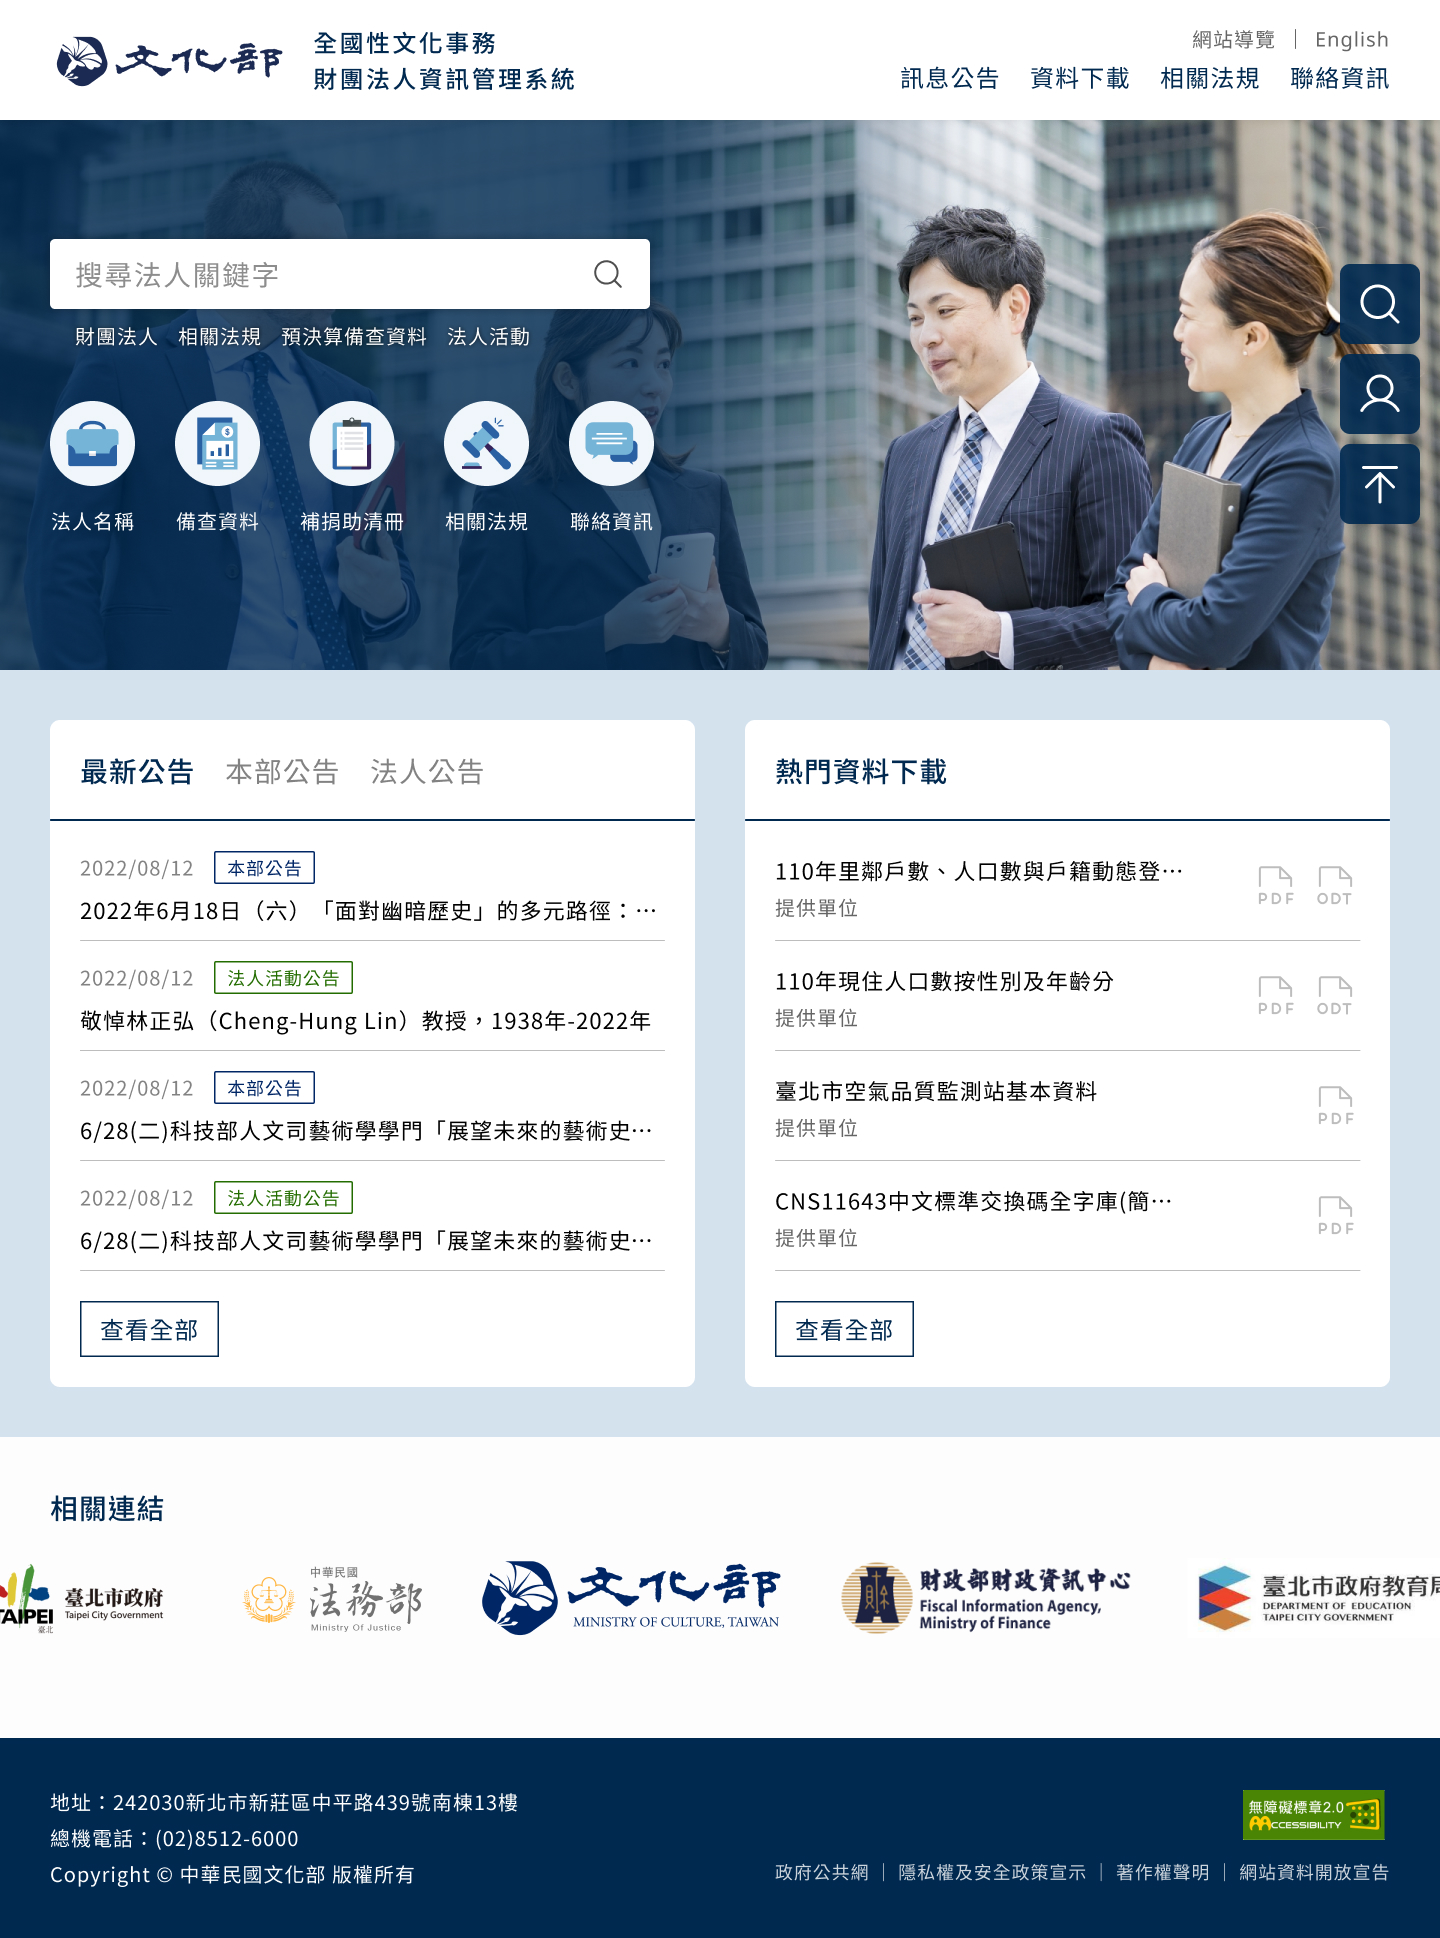 文化部
全國性文化事務
財團法人資訊管理系統
網站導覽 | English
訊息公告 資料下載 相關法規 聯絡資訊
搜尋法人關鍵字
財團法人 相關法規 預決算備查資料 法人活動
法人名稱 備查資料 補捐助清冊 相關法規 聯絡資訊
最新公告 本部公告 法人公告
2022/08/12 本部公告
2022年6月18日（六）「面對幽暗歷史」的多元路徑：…
2022/08/12 法人活動公告
敬悼林正弘（Cheng-Hung Lin）教授，1938年-2022年
2022/08/12 本部公告
6/28(二)科技部人文司藝術學學門「展望未來的藝術史…
2022/08/12 法人活動公告
6/28(二)科技部人文司藝術學學門「展望未來的藝術史…
查看全部
熱門資料下載
110年里鄰戶數、人口數與戶籍動態登…
提供單位
PDF ODT
110年現住人口數按性別及年齡分
提供單位
PDF ODT
臺北市空氣品質監測站基本資料
提供單位
PDF
CNS11643中文標準交換碼全字庫(簡…
提供單位
PDF
查看全部
相關連結
TAIPEI
臺北
臺北市政府
Taipei City Government
中華民國
法務部
Ministry Of Justice
文化部
MINISTRY OF CULTURE, TAIWAN
財政部財政資訊中心
Fiscal Information Agency,
Ministry of Finance
臺北市政府教育局
DEPARTMENT OF EDUCATION
TAIPEI CITY GOVERNMENT
地址：242030新北市新莊區中平路439號南棟13樓
總機電話：(02)8512-6000
Copyright © 中華民國文化部 版權所有
無障礙標章2.0
ACCESSIBILITY
政府公共網 | 隱私權及安全政策宣示 | 著作權聲明 | 網站資料開放宣告